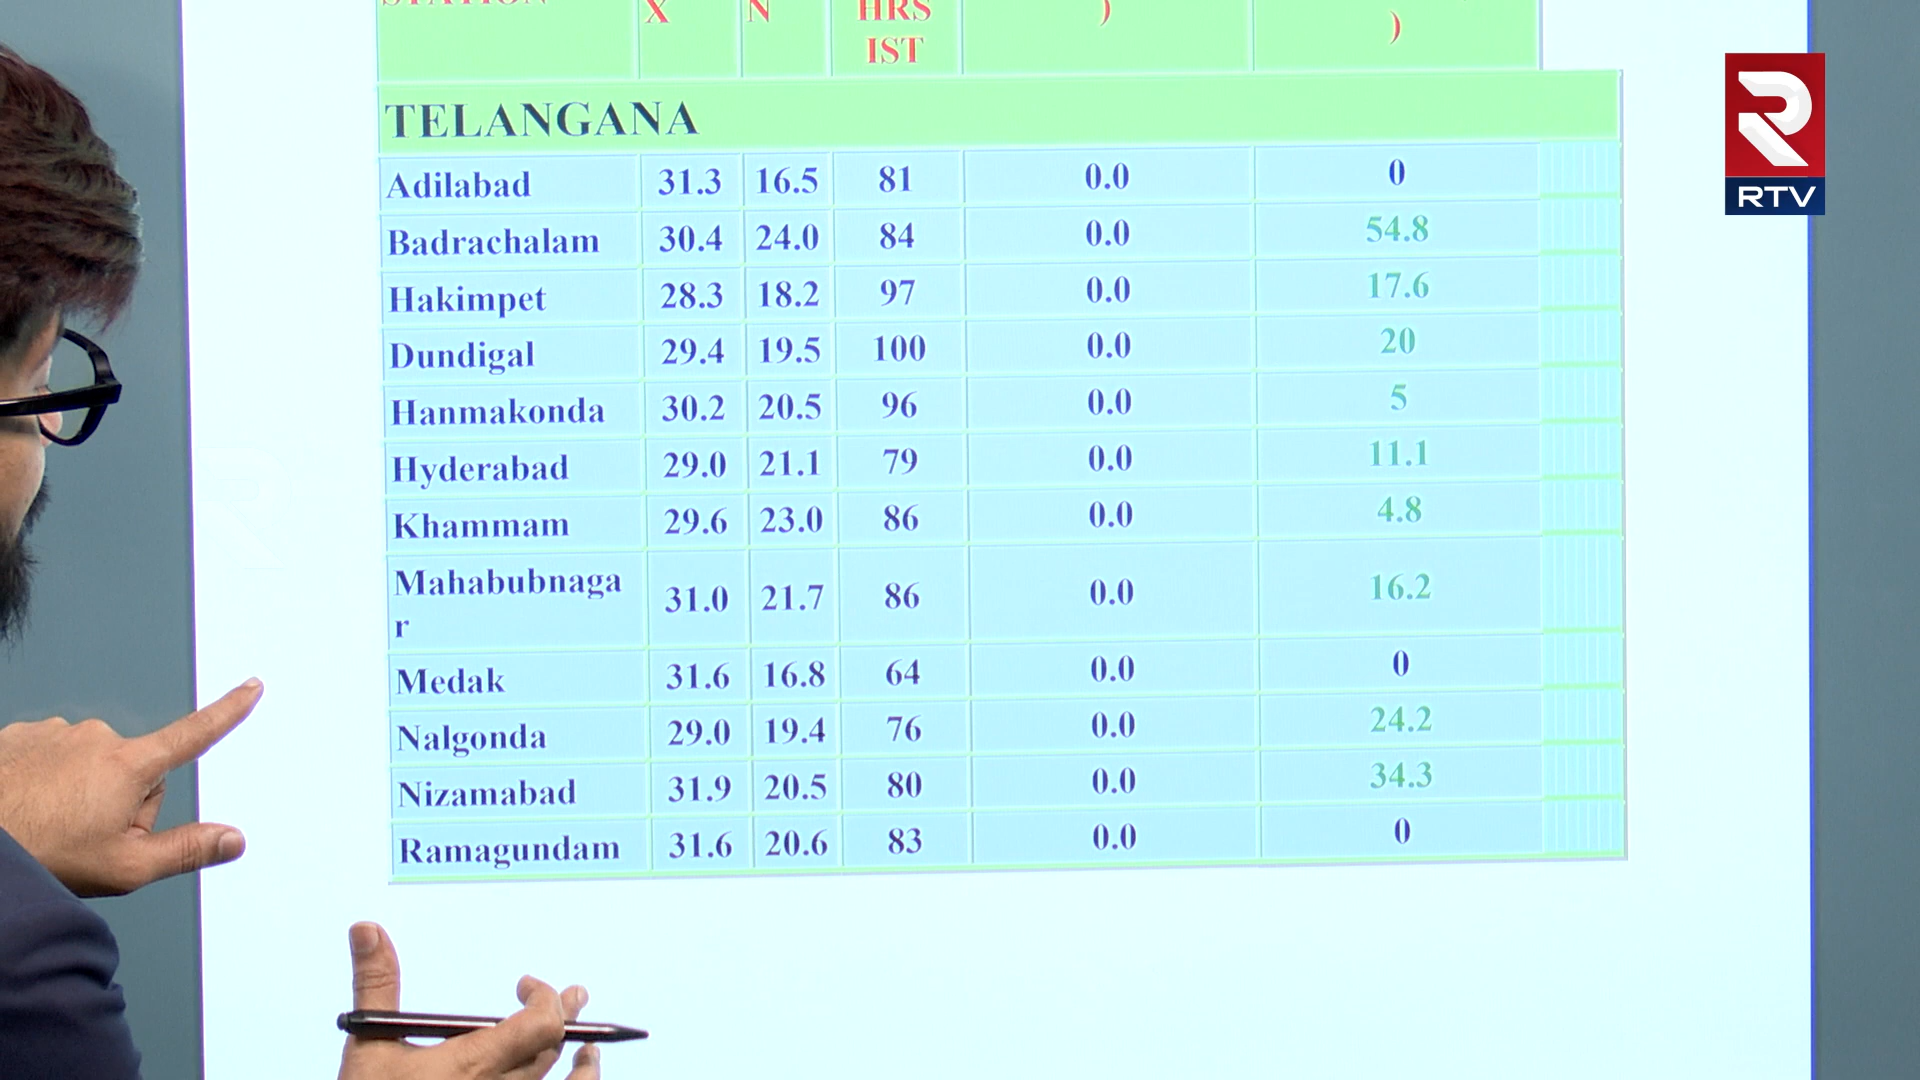 STATION X N HRS ) )
IST
TELANGANA
Adilabad 31.3 16.5 81 0.0 0
Badrachalam 30.4 24.0 84 0.0 54.8
Hakimpet 28.3 18.2 97 0.0 17.6
Dundigal 29.4 19.5 100 0.0 20
Hanmakonda 30.2 20.5 96 0.0 5
Hyderabad 29.0 21.1 79 0.0 11.1
Khammam 29.6 23.0 86 0.0 4.8
Mahabubnaga
r 31.0 21.7 86 0.0 16.2
Medak 31.6 16.8 64 0.0 0
Nalgonda 29.0 19.4 76 0.0 24.2
Nizamabad 31.9 20.5 80 0.0 34.3
Ramagundam 31.6 20.6 83 0.0 0
R
RTV